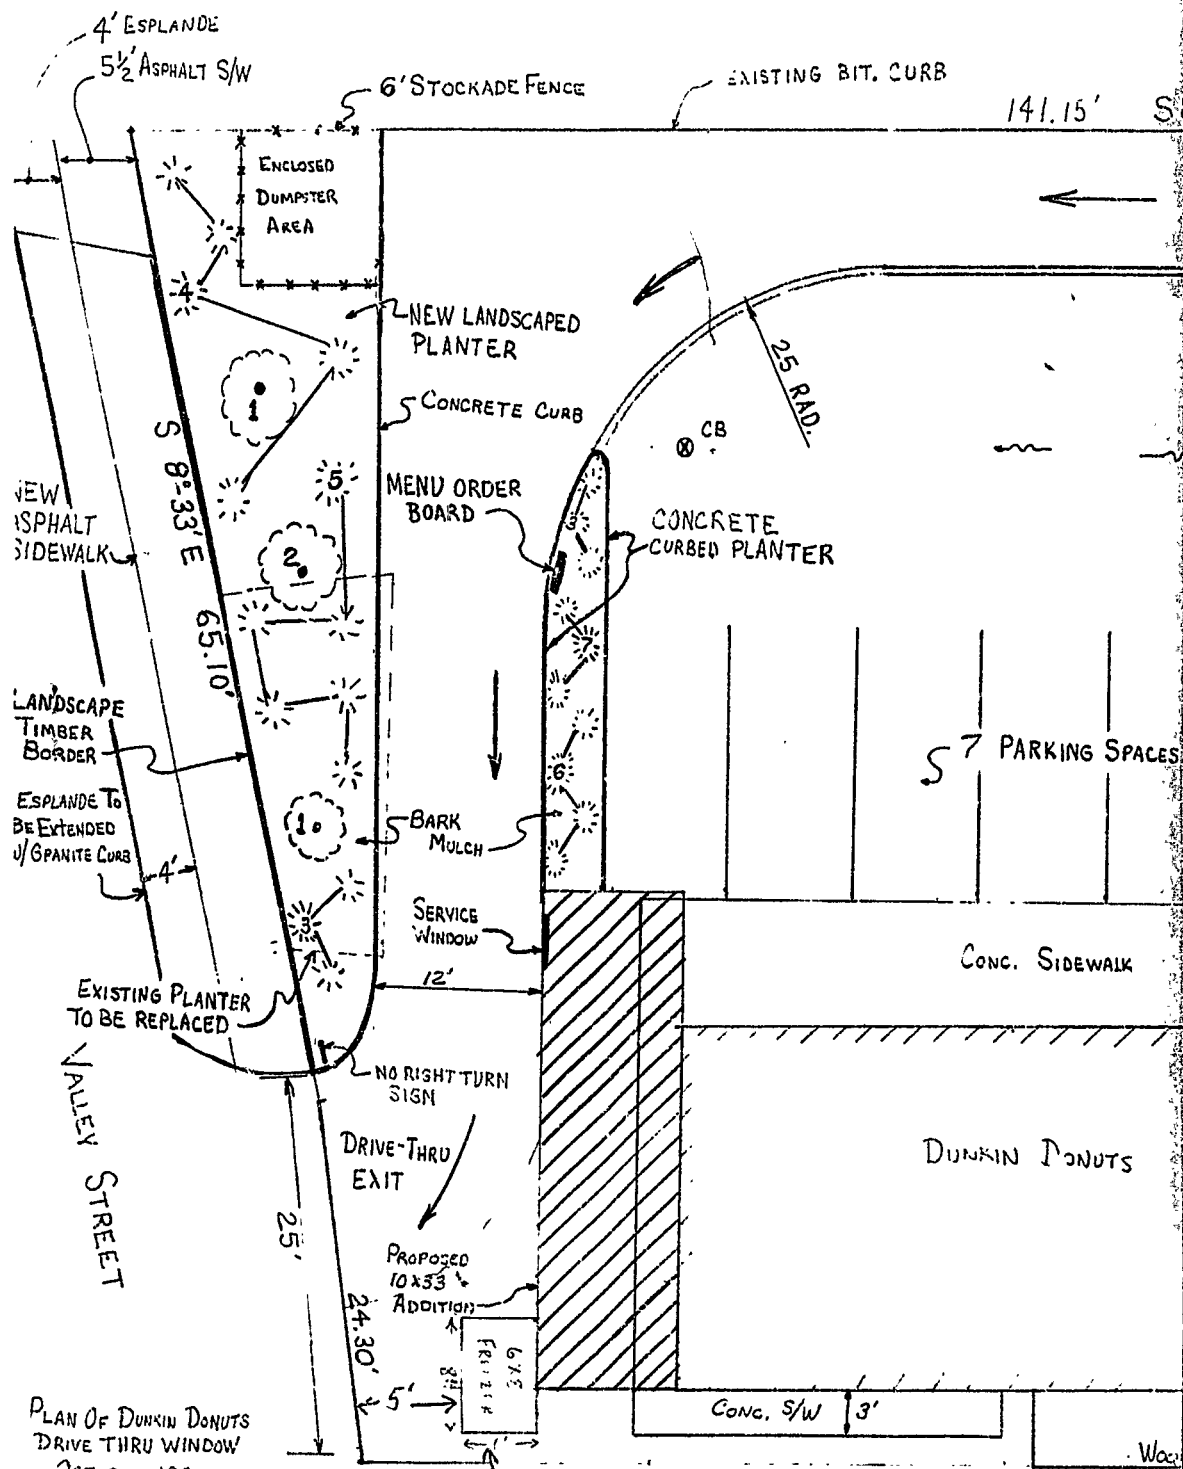 4' ESPLANDE
5½' ASPHALT S/W
6' STOCKADE FENCE
EXISTING BIT. CURB
141.15'
S
ENCLOSED
DUMPSTER
AREA
4
NEW LANDSCAPED
PLANTER
25 RAD.
1
CONCRETE CURB
CB
S 8°-33' E
65.10'
5
MENU ORDER
BOARD
3
CONCRETE
CURBED PLANTER
NEW
ASPHALT
SIDEWALK
2
7
LANDSCAPE
TIMBER
BORDER
6
7 PARKING SPACES
ESPLANDE TO
BE EXTENDED
W/ GRANITE CURB
4'
1
BARK
MULCH
3
SERVICE
WINDOW
CONC. SIDEWALK
12'
EXISTING PLANTER
TO BE REPLACED
VALLEY STREET
NO RIGHT TURN
SIGN
DRIVE-THRU
EXIT
DUNKIN DONUTS
25'
PROPOSED
10x33
ADDITION
24.30'
FREEZER
5'
CONC. S/W
3'
PLAN OF DUNKIN DONUTS
DRIVE THRU WINDOW